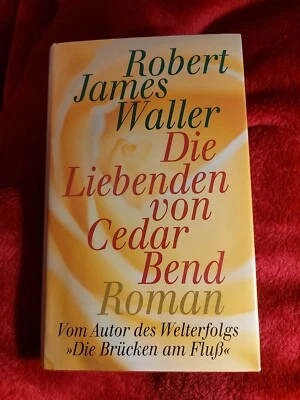 Robert
James
Waller
Die
Liebenden
von
Cedar
Bend
Roman
Vom Autor des Welterfolgs
»Die Brücken am Fluß«